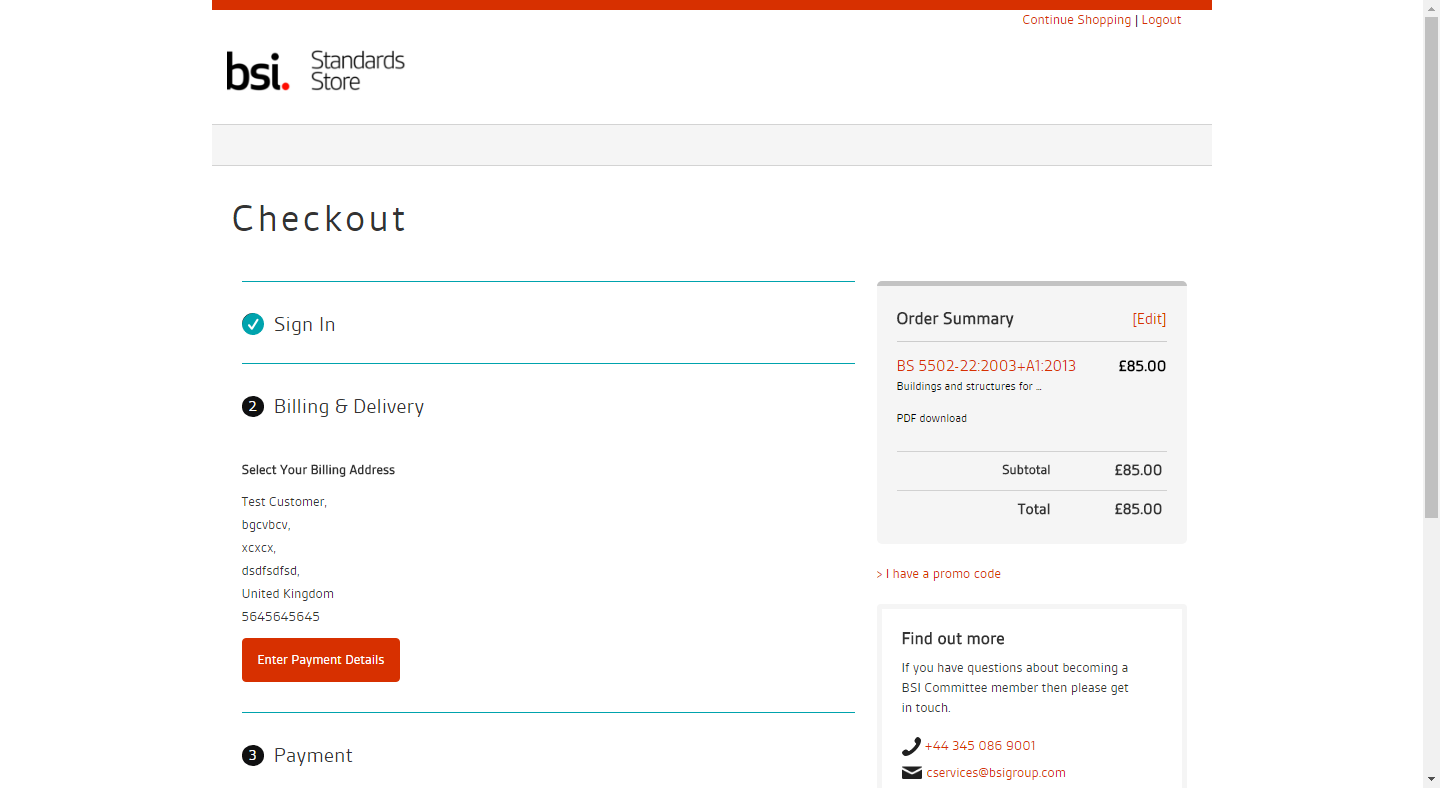 Continue Shopping | Logout
bsi. Standards
Store
Checkout
Sign In
2 Billing & Delivery
Select Your Billing Address
Test Customer,
bgcvbcv,
xcxcx,
dsdfsdfsd,
United Kingdom
5645645645
Enter Payment Details
3 Payment
Order Summary [Edit]
BS 5502-22:2003+A1:2013 £85.00
Buildings and structures for ...
PDF download
Subtotal £85.00
Total £85.00
> I have a promo code
Find out more
If you have questions about becoming a
BSI Committee member then please get
in touch.
+44 345 086 9001
cservices@bsigroup.com